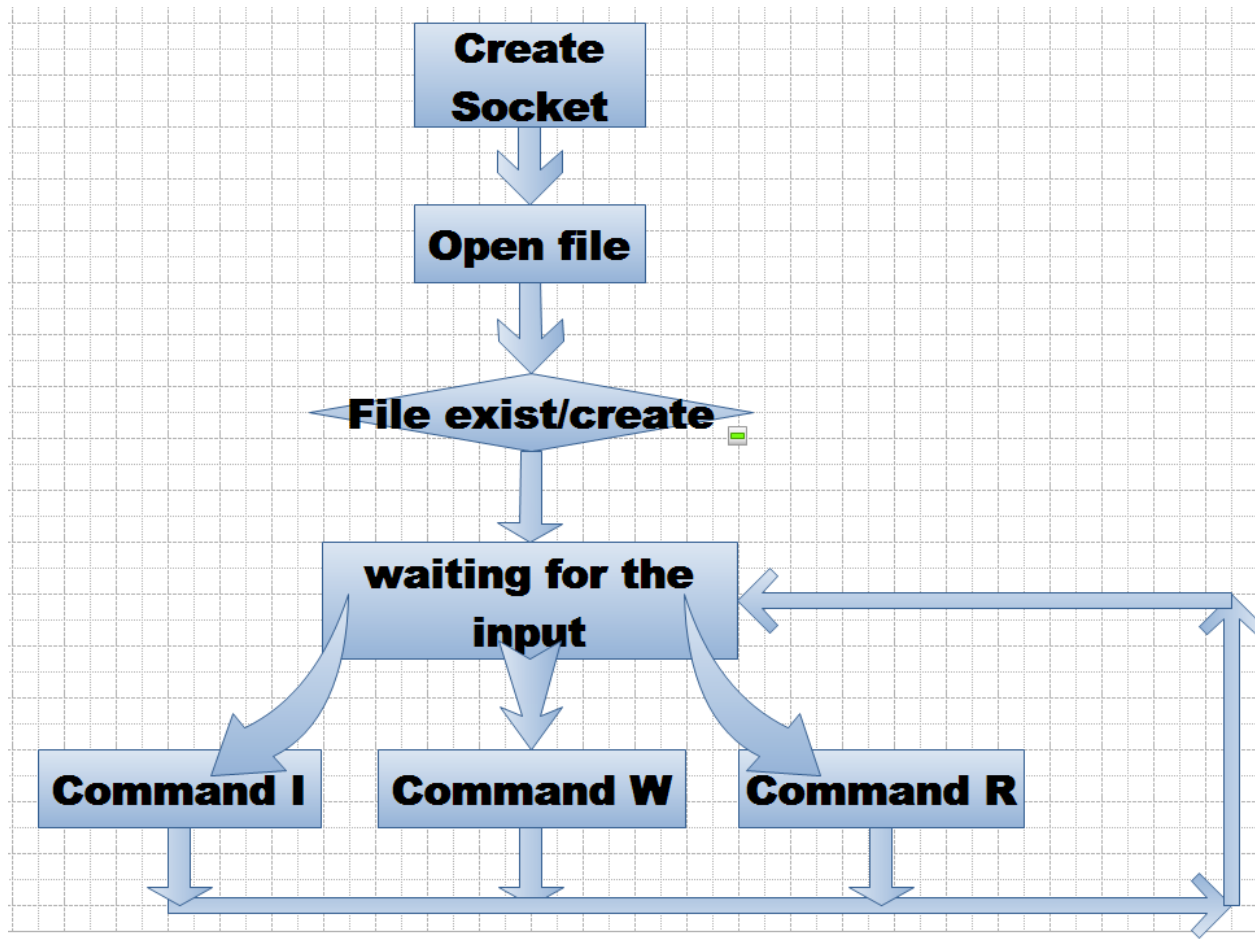 Create
Socket
Open file
File exist/create
waiting for the
input
Command I
Command W
Command R